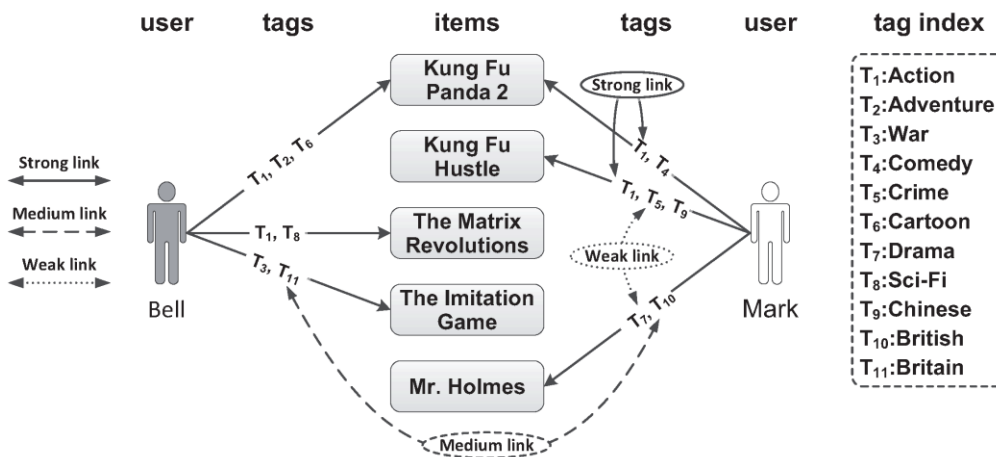 user tags items tags user tag index
Kung Fu
Panda 2
Strong link
T1:Action
T2:Adventure
T3:War
T4:Comedy
T5:Crime
T6:Cartoon
T7:Drama
T8:Sci-Fi
T9:Chinese
T10:British
T11:Britain
Strong link
Medium link
Weak link
Bell
T1, T2, T6
T1, T8
T3, T11
Kung Fu
Hustle
The Matrix
Revolutions
The Imitation
Game
Mr. Holmes
T1, T4
T1, T5, T9
Weak link
T7, T10
Mark
Medium link